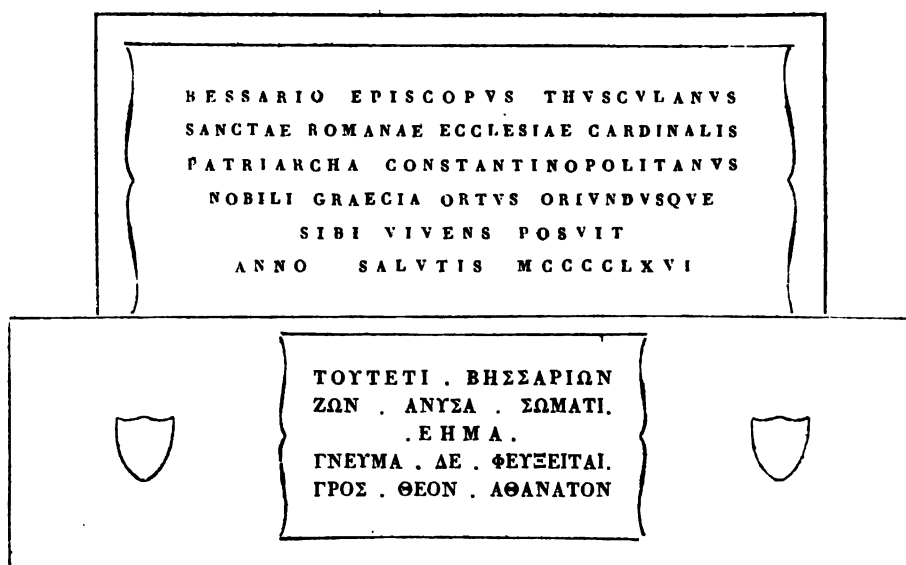 BESSARIO EPISCOPVS THVSCVLANVS
SANCTAE ROMANAE ECCLESIAE CARDINALIS
PATRIARCHA CONSTANTINOPOLITANVS
NOBILI GRAECIA ORTVS ORIVNDVSQVE
SIBI VIVENS POSVIT
ANNO SALVTIS MCCCCLXVI
ΤΟΥΤΕΤΙ . ΒΗΣΣΑΡΙΩΝ
ΖΩΝ . ΑΝΥΣΑ . ΣΩΜΑΤΙ.
.ΕΗΜΑ.
ΓΝΕΥΜΑ . ΔΕ . ΦΕΥΞΕΙΤΑΙ.
ΓΡΟΣ . ΘΕΟΝ . ΑΘΑΝΑΤΟΝ